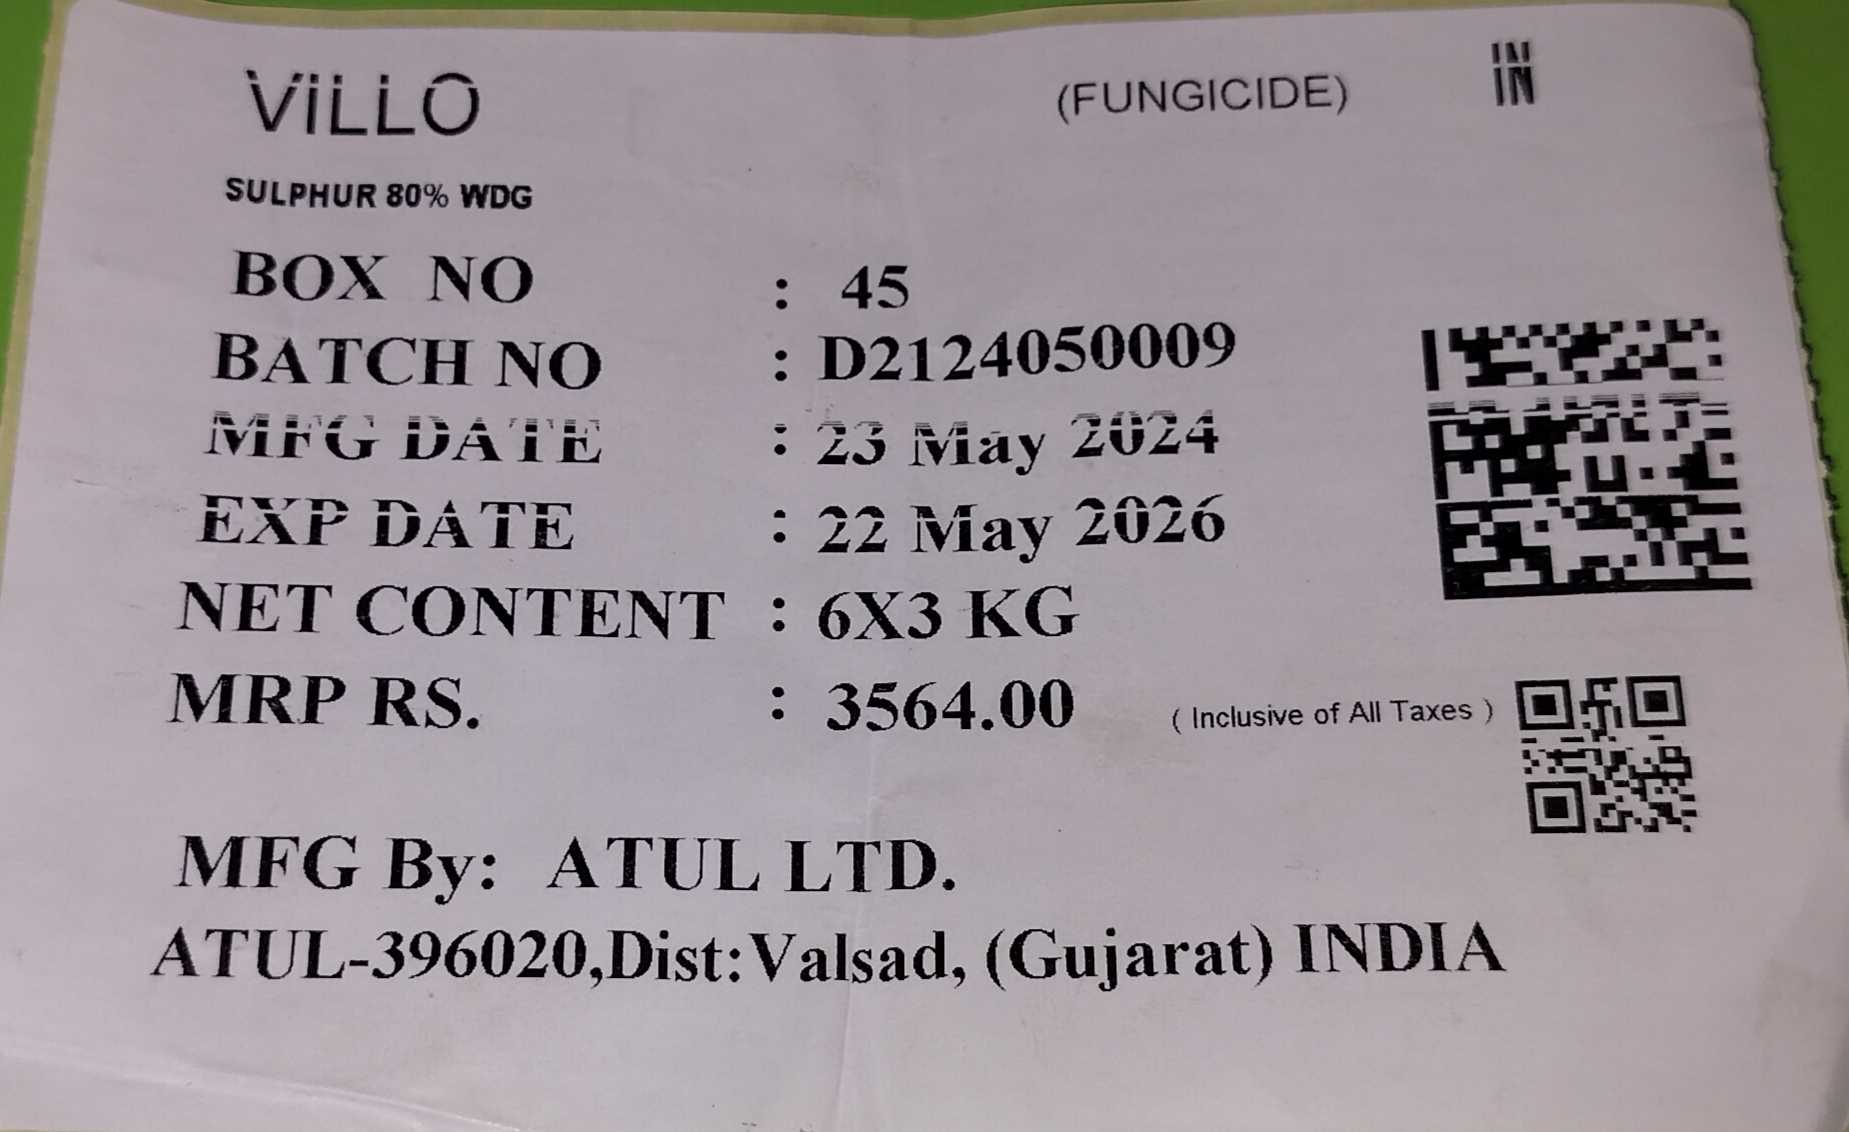 VILLO (FUNGICIDE) IN
SULPHUR 80% WDG
BOX NO : 45
BATCH NO : D2124050009
MFG DATE : 23 May 2024
EXP DATE : 22 May 2026
NET CONTENT : 6X3 KG
MRP RS. : 3564.00 ( Inclusive of All Taxes )
MFG By: ATUL LTD.
ATUL-396020,Dist:Valsad, (Gujarat) INDIA